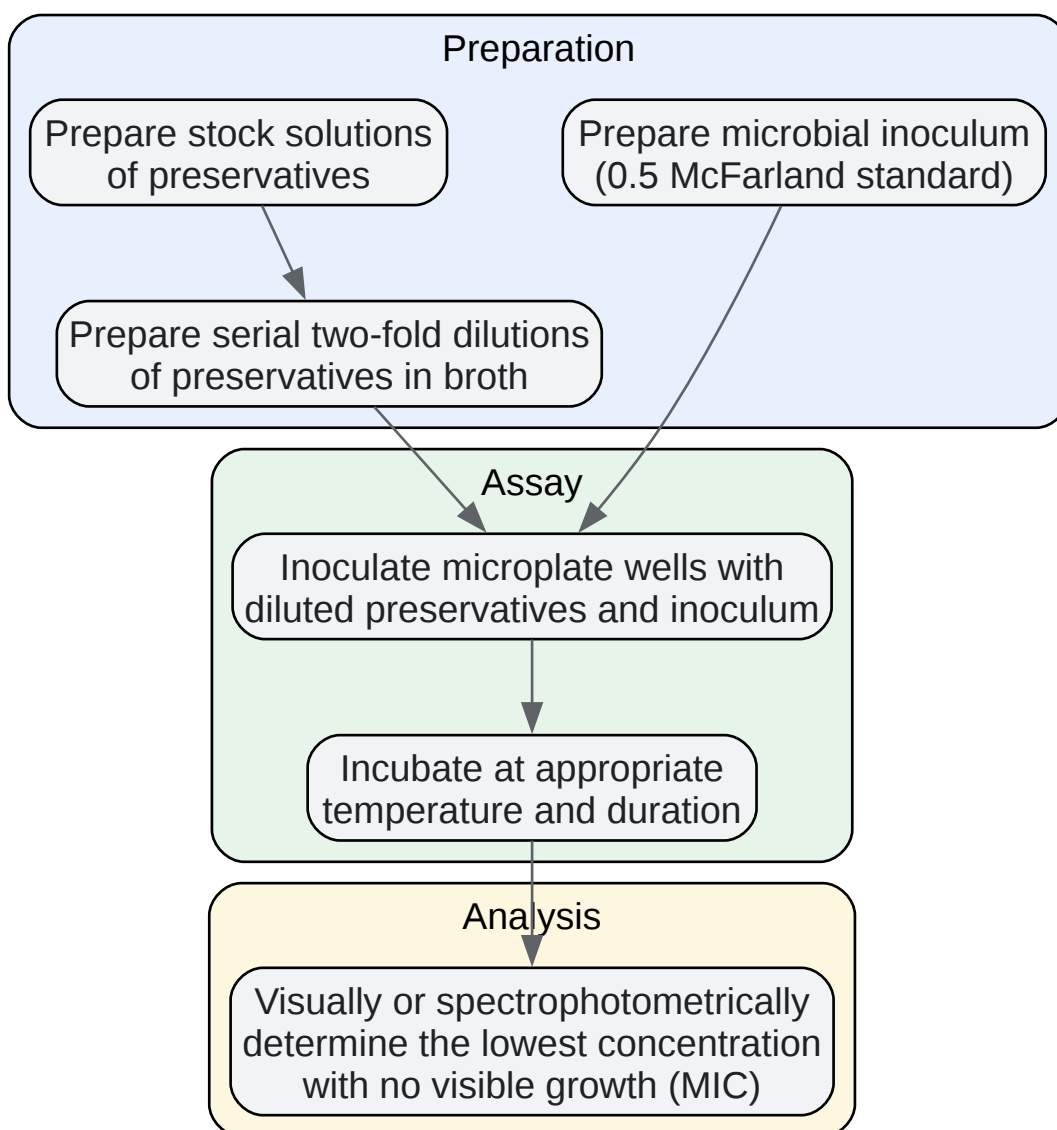 Preparation
Prepare stock solutions
of preservatives
Prepare microbial inoculum
(0.5 McFarland standard)
Prepare serial two-fold dilutions
of preservatives in broth
Assay
Inoculate microplate wells with
diluted preservatives and inoculum
Incubate at appropriate
temperature and duration
Analysis
Visually or spectrophotometrically
determine the lowest concentration
with no visible growth (MIC)